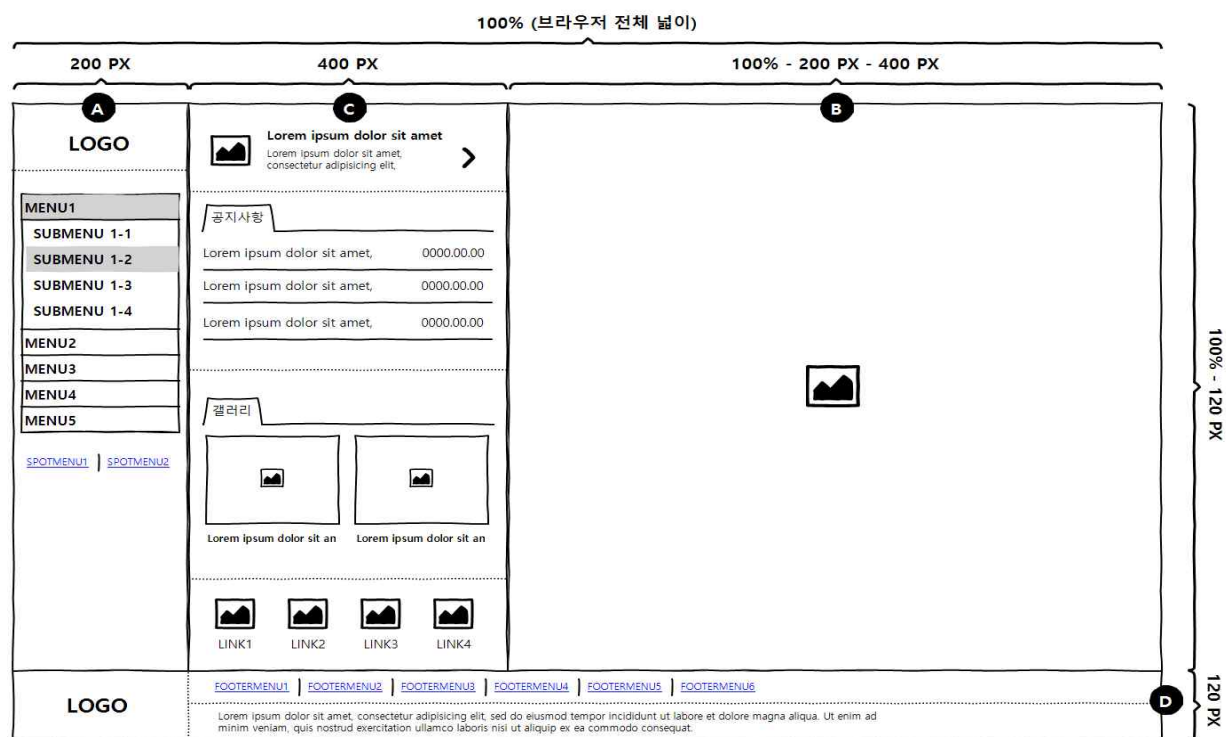 100% (브라우저 전체 넓이)
200 PX
400 PX
100% - 200 PX - 400 PX
A
C
B
LOGO
MENU1
SUBMENU 1-1
SUBMENU 1-2
SUBMENU 1-3
SUBMENU 1-4
MENU2
MENU3
MENU4
MENU5
SPOTMENU1 SPOTMENU2
Lorem ipsum dolor sit amet
Lorem ipsum dolor sit amet,
consectetur adipisicing elit,
공지사항
Lorem ipsum dolor sit amet, 0000.00.00
Lorem ipsum dolor sit amet, 0000.00.00
Lorem ipsum dolor sit amet, 0000.00.00
갤러리
Lorem ipsum dolor sit an Lorem ipsum dolor sit an
LINK1 LINK2 LINK3 LINK4
100% - 120 PX
LOGO
FOOTERMENU1 FOOTERMENU2 FOOTERMENU3 FOOTERMENU4 FOOTERMENU5 FOOTERMENU6
Lorem ipsum dolor sit amet, consectetur adipisicing elit, sed do eiusmod tempor incididunt ut labore et dolore magna aliqua. Ut enim ad
minim veniam, quis nostrud exercitation ullamco laboris nisi ut aliquip ex ea commodo consequat.
D
120 PX